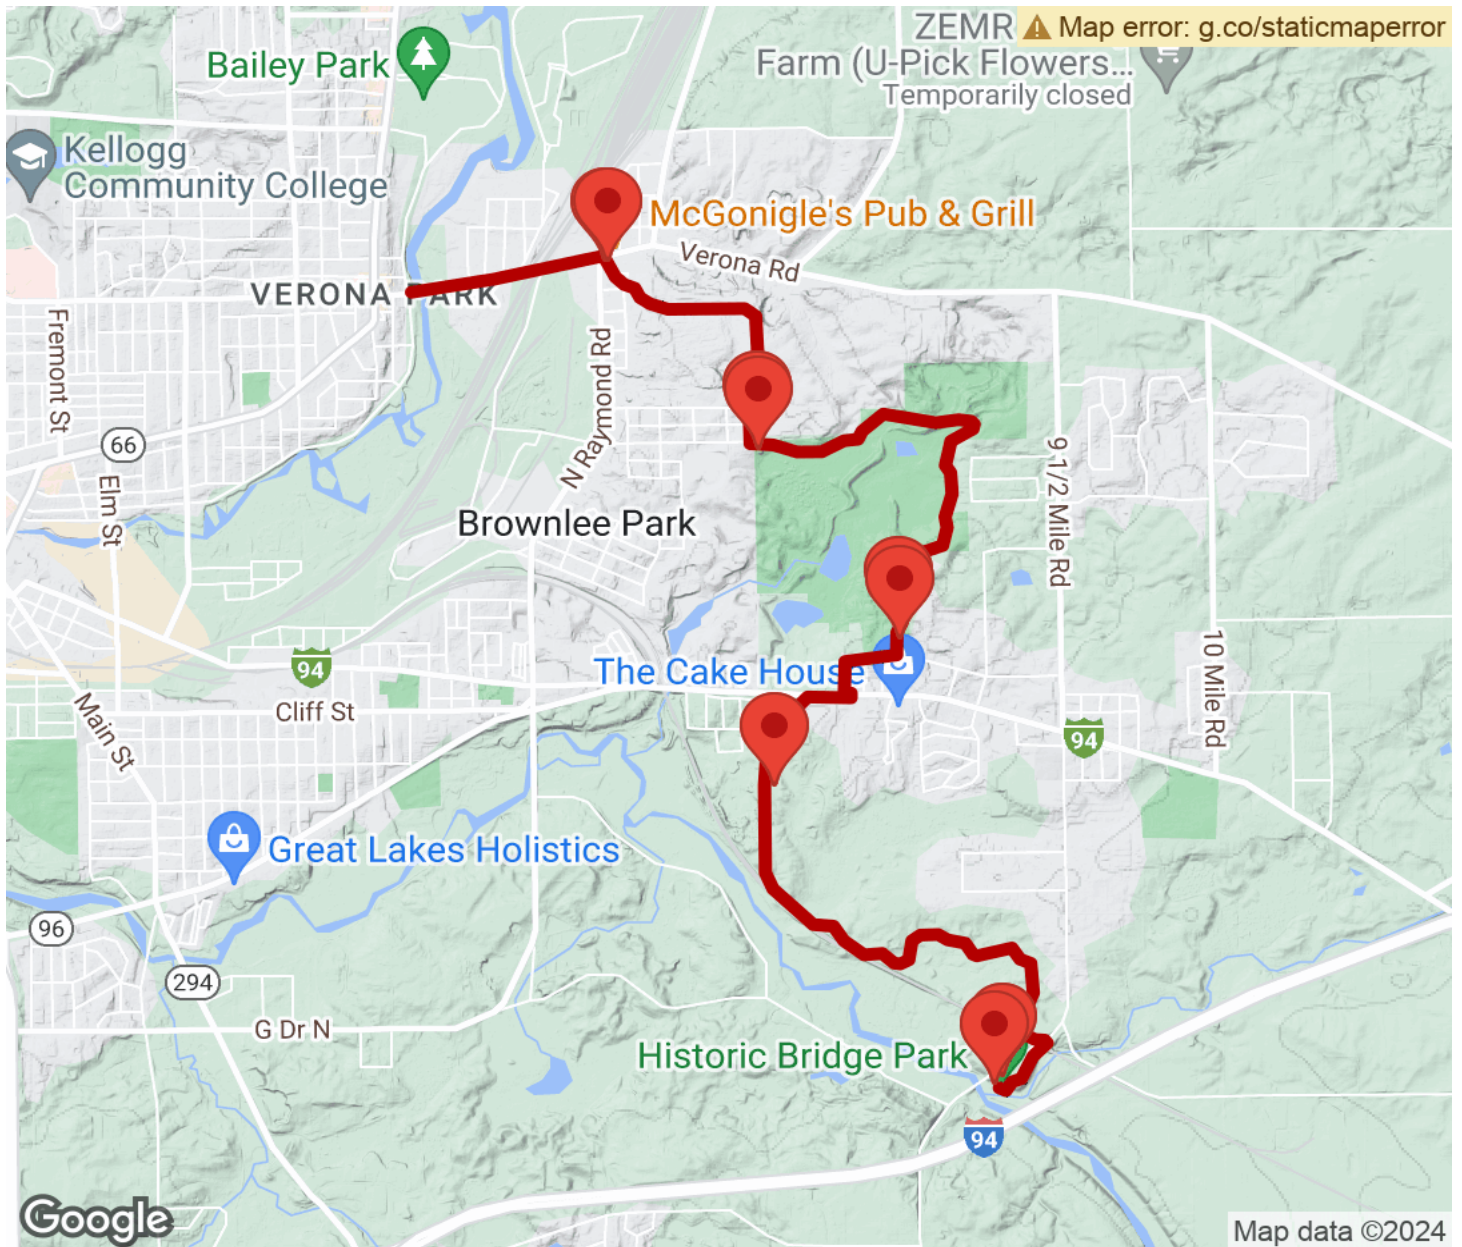 ZEMR
Map error: g.co/staticmaperror
Farm (U-Pick Flowers...
Temporarily closed
Bailey Park
Kellogg
Community College
McGonigle's Pub & Grill
Verona Rd
VERONA PARK
Fremont St
N Raymond Rd
66
9 1/2 Mile Rd
Elm St
Brownlee Park
10 Mile Rd
94
The Cake House
Cliff St
Main St
94
Great Lakes Holistics
96
294
G Dr N
Historic Bridge Park
94
Google
Map data ©2024